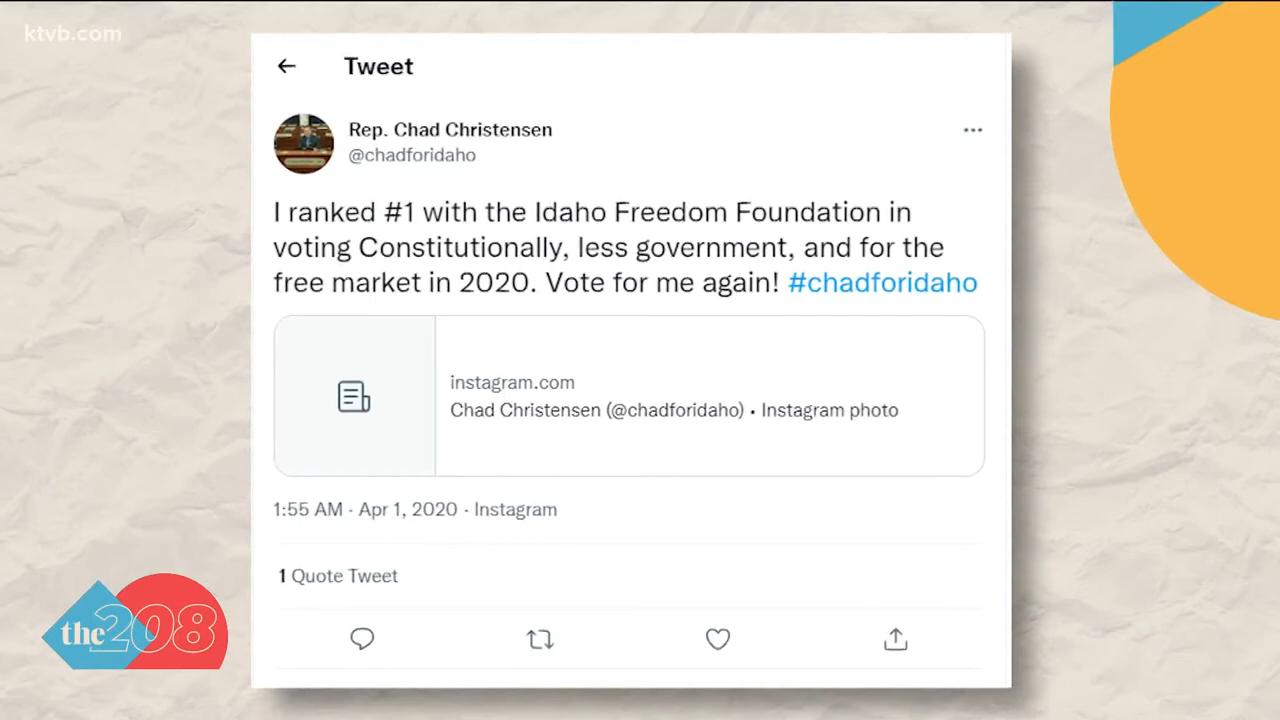 ktvb.com
Tweet
Rep. Chad Christensen
@chadforidaho
I ranked #1 with the Idaho Freedom Foundation in
voting Constitutionally, less government, and for the
free market in 2020. Vote for me again! #chadforidaho
instagram.com
Chad Christensen (@chadforidaho) • Instagram photo
1:55 AM · Apr 1, 2020 · Instagram
1 Quote Tweet
the 208